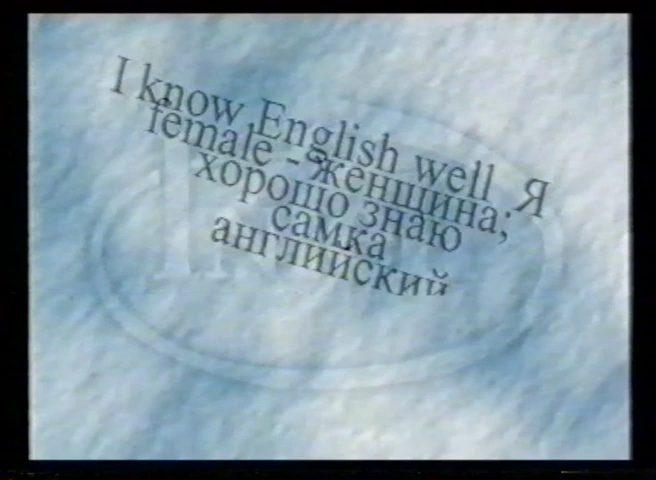 I know English well Я
female - женщина;
хорошо знаю
самка
английский